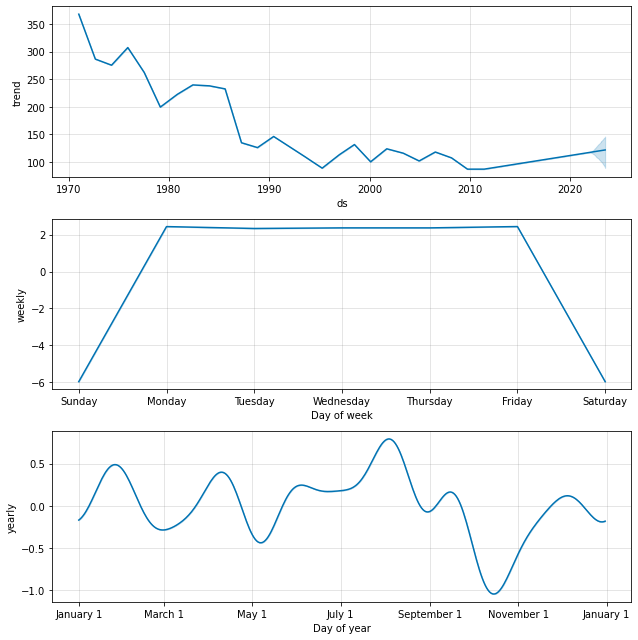 350
300
250
200
150
100
trend
1970
1980
1990
2000
2010
2020
ds
2
0
−2
−4
−6
weekly
Sunday
Monday
Tuesday
Wednesday
Thursday
Friday
Saturday
Day of week
0.5
0.0
−0.5
−1.0
yearly
January 1
March 1
May 1
July 1
September 1
November 1
January 1
Day of year